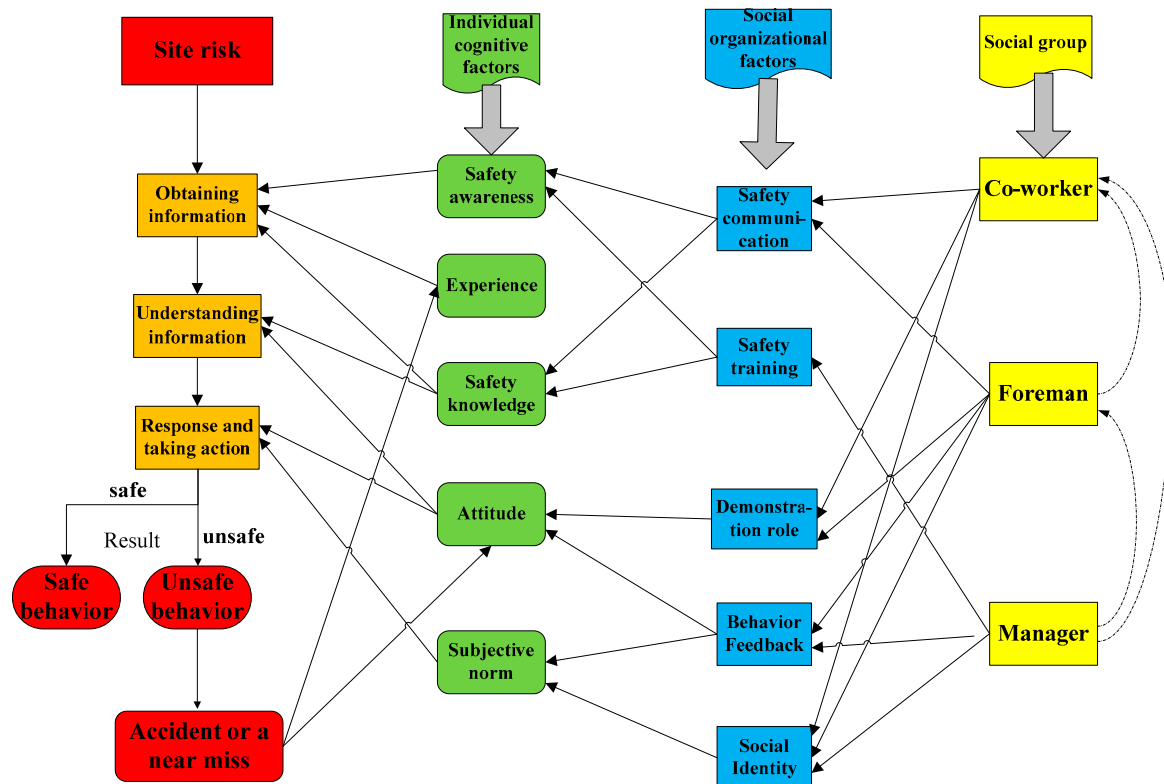 Site risk
Individual
cognitive
factors
Social
organizational
factors
Social group
Obtaining
information
Safety
awareness
Safety
communi-
cation
Co-worker
Understanding
information
Experience
Safety
training
Response and
taking action
Safety
knowledge
Foreman
safe
Result
unsafe
Attitude
Demonstra-
tion role
Safe
behavior
Unsafe
behavior
Subjective
norm
Behavior
Feedback
Manager
Accident or a
near miss
Social
Identity